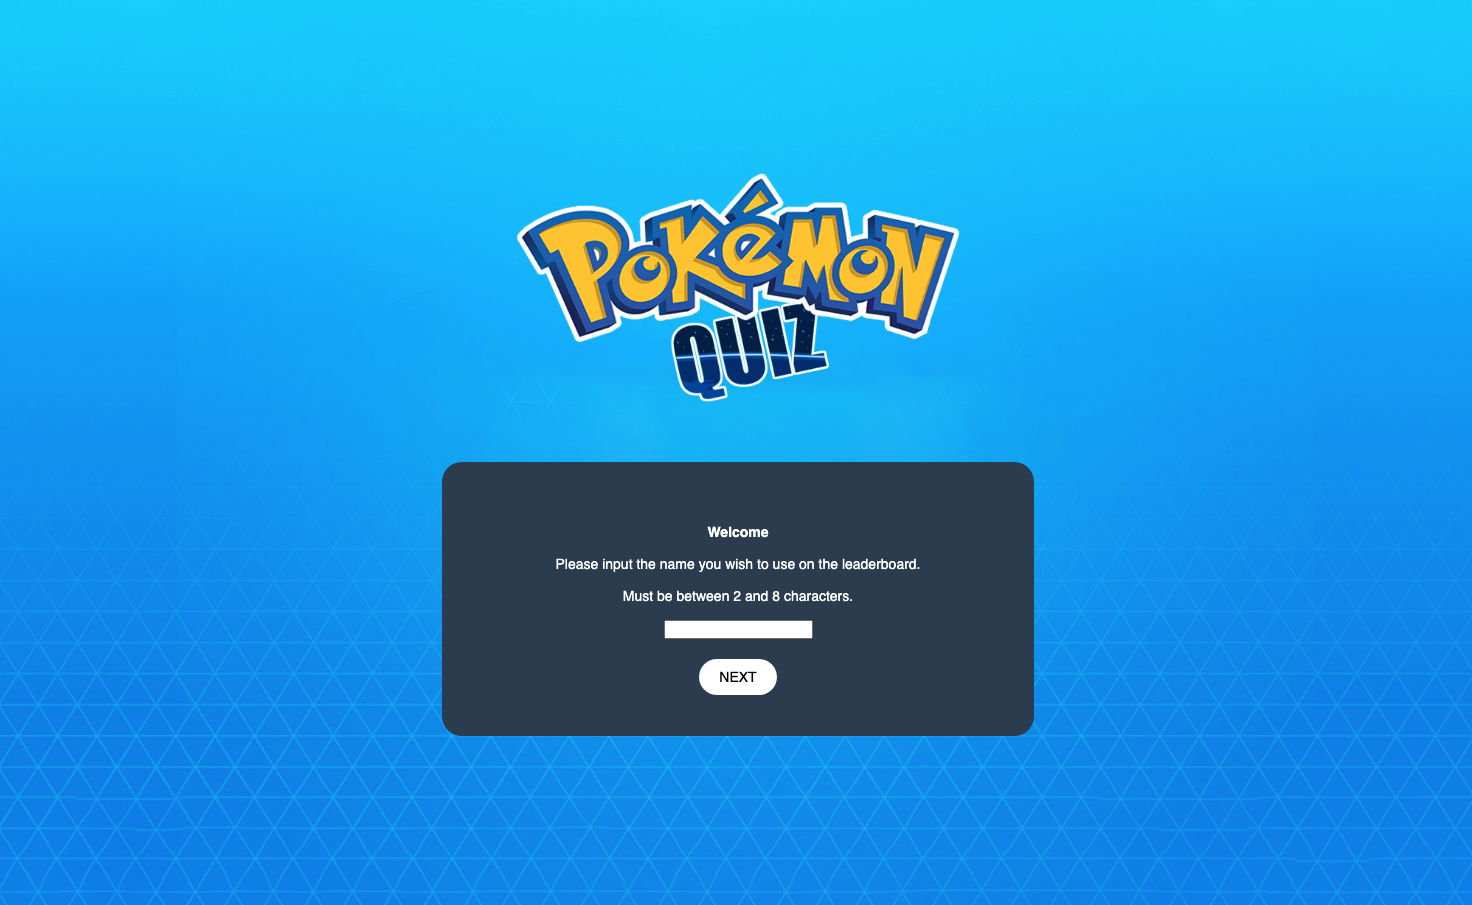 POKéMON
QUIZ
Welcome
Please input the name you wish to use on the leaderboard.
Must be between 2 and 8 characters.
NEXT